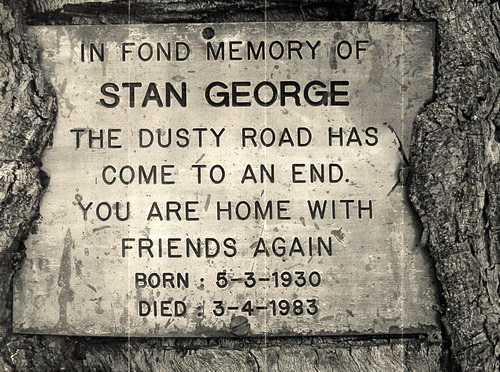 IN FOND MEMORY OF
STAN GEORGE
THE DUSTY ROAD HAS
COME TO AN END.
YOU ARE HOME WITH
FRIENDS AGAIN
BORN : 5-3-1930
DIED : 3-4-1983